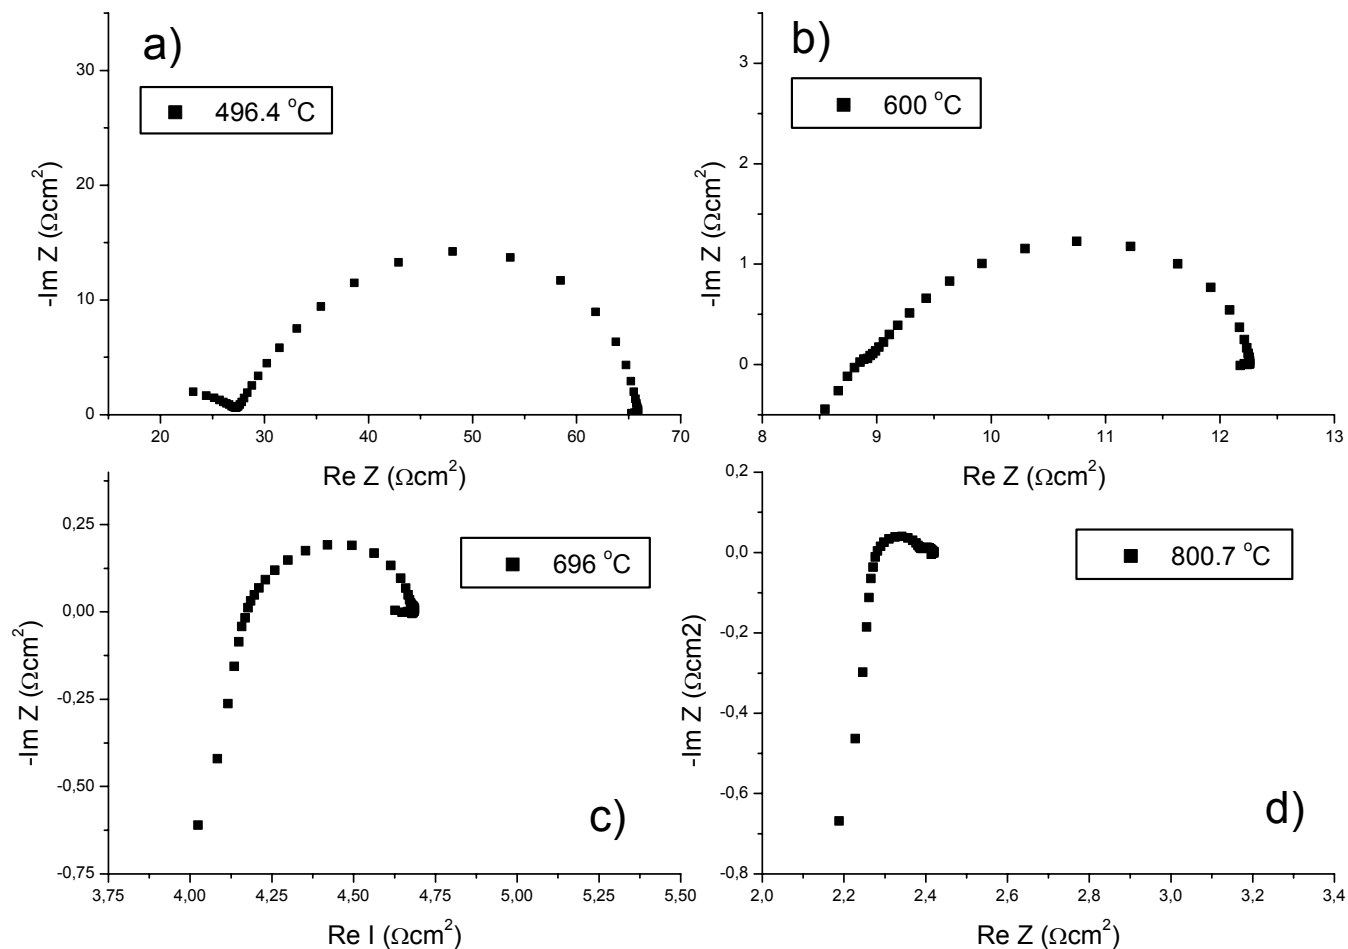 a)
496.4 °C
30
20
10
0
20 30 40 50 60 70
-Im Z (Ωcm²)
Re Z (Ωcm²)
b)
600 °C
3
2
1
0
8 9 10 11 12 13
-Im Z (Ωcm²)
Re Z (Ωcm²)
696 °C
0,25
0,00
-0,25
-0,50
-0,75
3,75 4,00 4,25 4,50 4,75 5,00 5,25 5,50
-Im Z (Ωcm²)
Re I (Ωcm²)
c)
800.7 °C
0,2
0,0
-0,2
-0,4
-0,6
-0,8
2,0 2,2 2,4 2,6 2,8 3,0 3,2 3,4
-Im Z (Ωcm2)
Re Z (Ωcm²)
d)